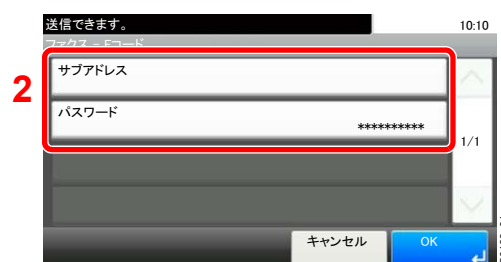 送信できます。 10:10
ファクス - Fコード
サブアドレス
2
パスワード
**********
1/1
キャンセル OK